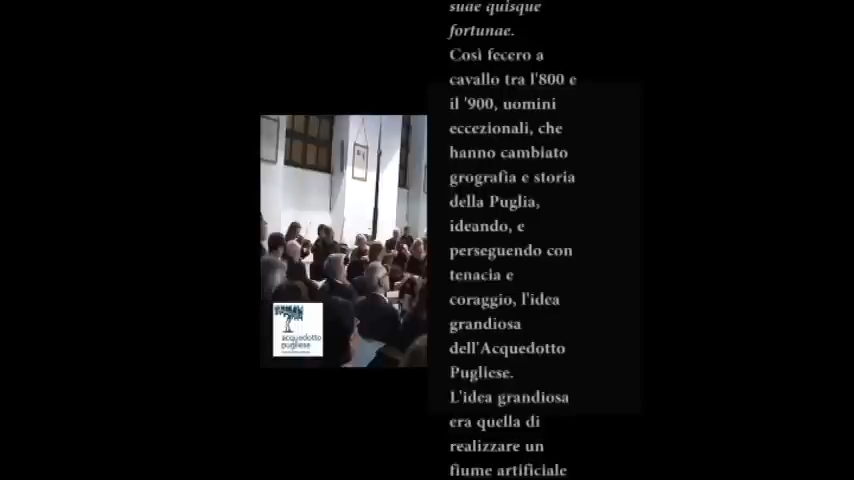 suae quisque
fortunae.
Così fecero a
cavallo tra l'800 e
il '900, uomini
eccezionali, che
hanno cambiato
grografia e storia
della Puglia,
ideando, e
perseguendo con
tenacia e
coraggio, l'idea
grandiosa
dell'Acquedotto
Pugliese.
L'idea grandiosa
era quella di
realizzare un
fiume artificiale
acquedotto
pugliese